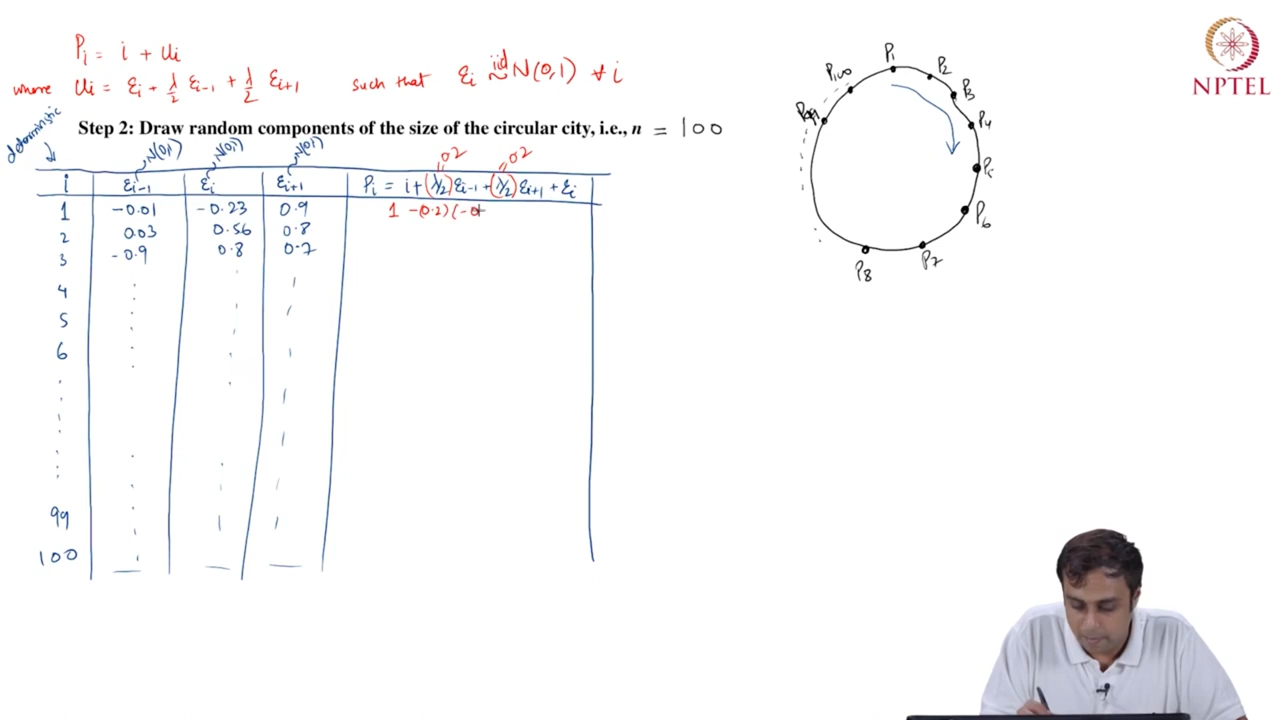 Pi = i + ui
where ui = εi + λ/2 εi-1 + λ/2 εi+1 such that εi iid ~ N(0,1) ∀ i
NPTEL
Step 2: Draw random components of the size of the circular city, i.e., n = 100
deterministic
N(0,1) N(0,1) N(0,1) 0.2 0.2
i εi-1 εi εi+1 Pi = i + (λ/2) εi-1 + (λ/2) εi+1 + εi
1 -0.01 -0.23 0.9 1 -(0.2)(-0
2 0.03 0.56 0.8
3 -0.9 0.8 0.7
4
5
6
99
100
P1
P2
P3
P4
P5
P6
P7
P8
P99
P100